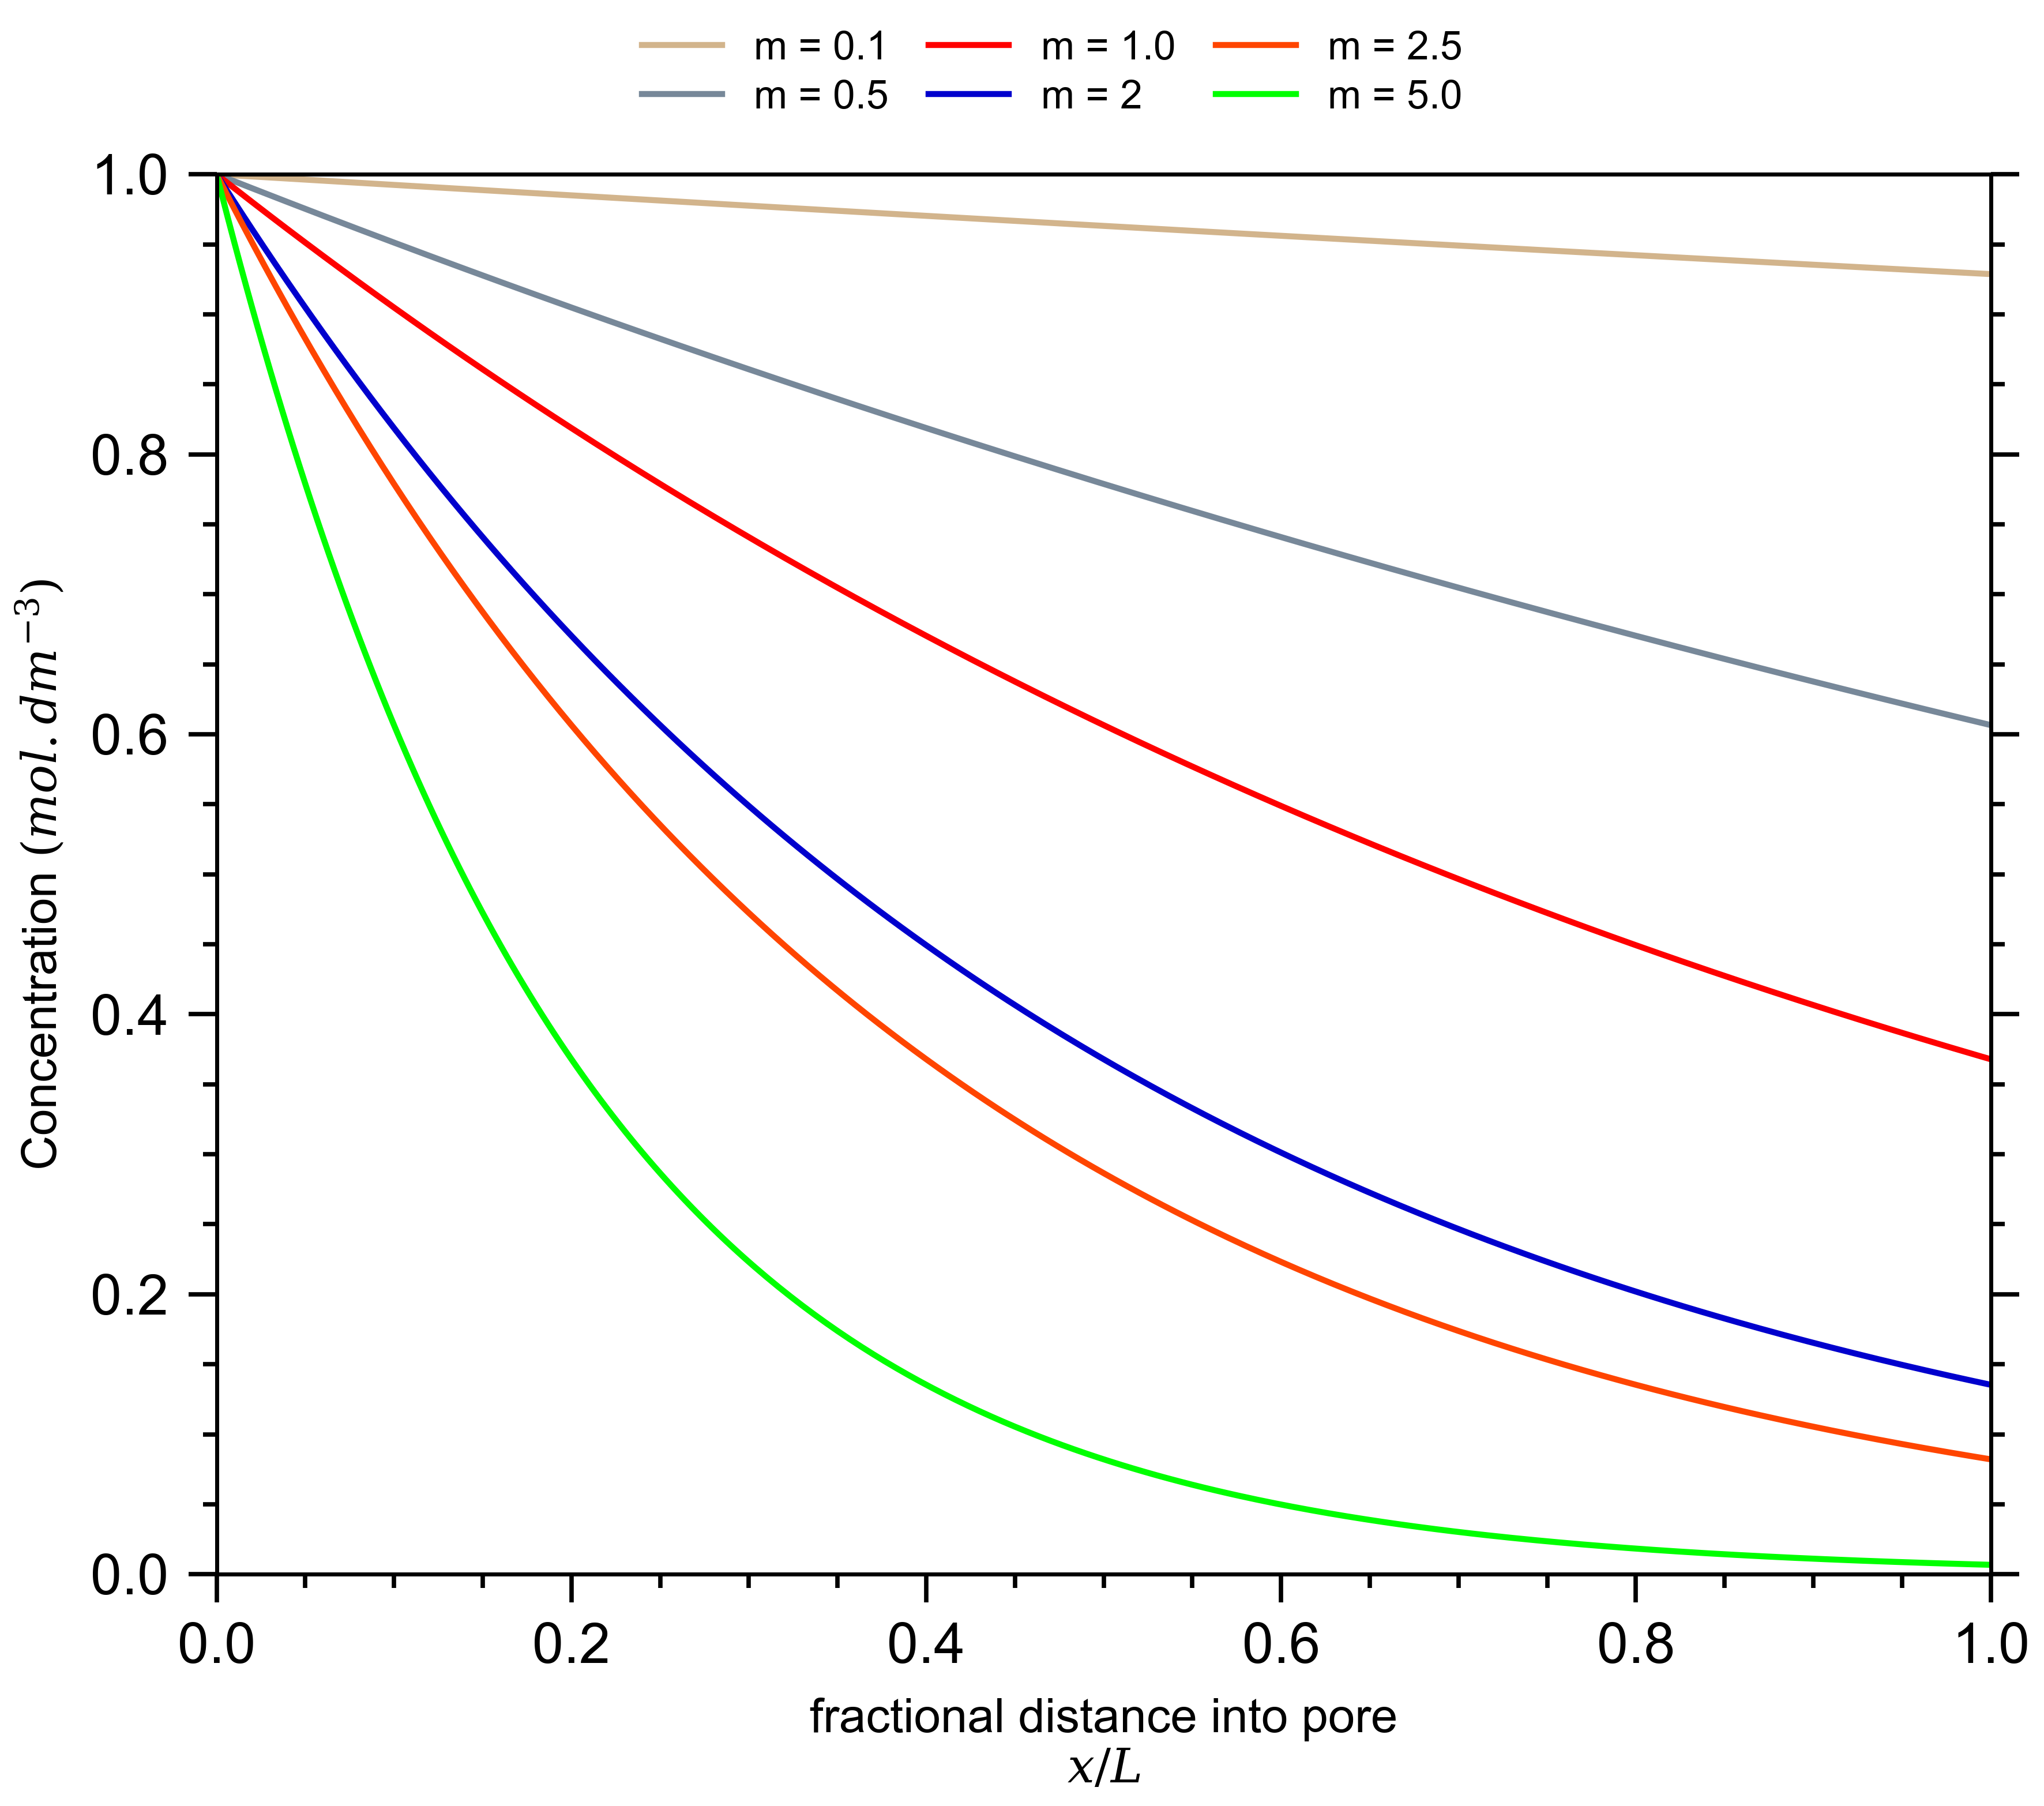 m = 0.1 m = 1.0 m = 2.5
m = 0.5 m = 2 m = 5.0
1.0
0.8
0.6
0.4
0.2
0.0
Concentration (mol.dm⁻³)
0.0 0.2 0.4 0.6 0.8 1.0
fractional distance into pore
x/L